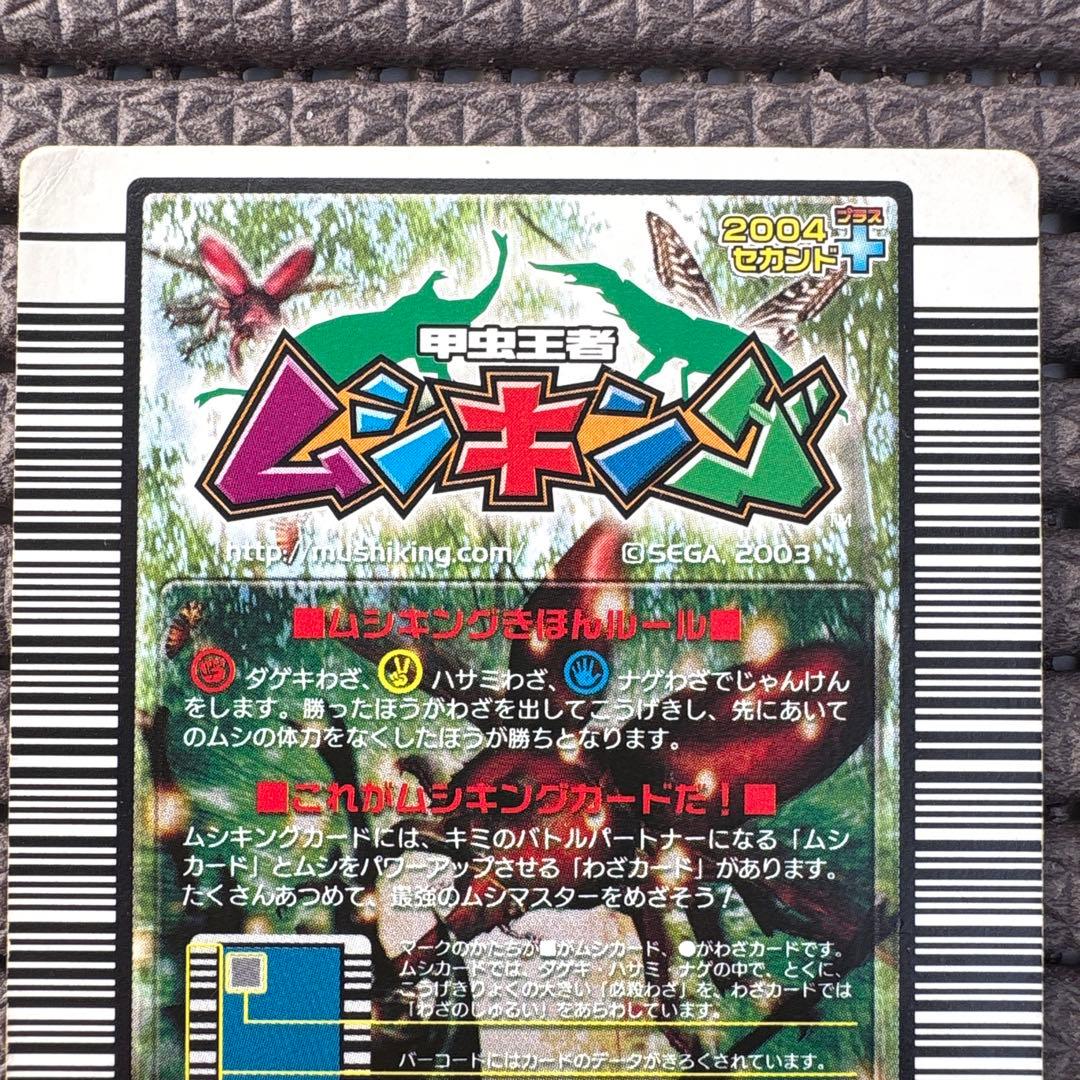 2004 プラス
セカンド+
甲虫王者
ムシキング
TM
http://mushiking.com/ ©SEGA, 2003
■ムシキングきほんルール■
ダゲキわざ、 ハサミわざ、 ナゲわざでじゃんけん
をします。勝ったほうがわざを出してこうげきし、先にあいて
のムシの体力をなくしたほうが勝ちとなります。
■これがムシキングカードだ！■
ムシキングカードには、キミのバトルパートナーになる「ムシ
カード」とムシをパワーアップさせる「わざカード」があります。
たくさんあつめて、最強のムシマスターをめざそう！
マークのかたちが■がムシカード、●がわざカードです。
ムシカードでは、ダゲキ・ハサミ・ナゲの中で、とくに、
こうげきりょくの大きい「必殺わざ」を、わざカードでは
「わざのしゅるい」をあらわしています。
バーコードにはカードのデータがきろくされています。